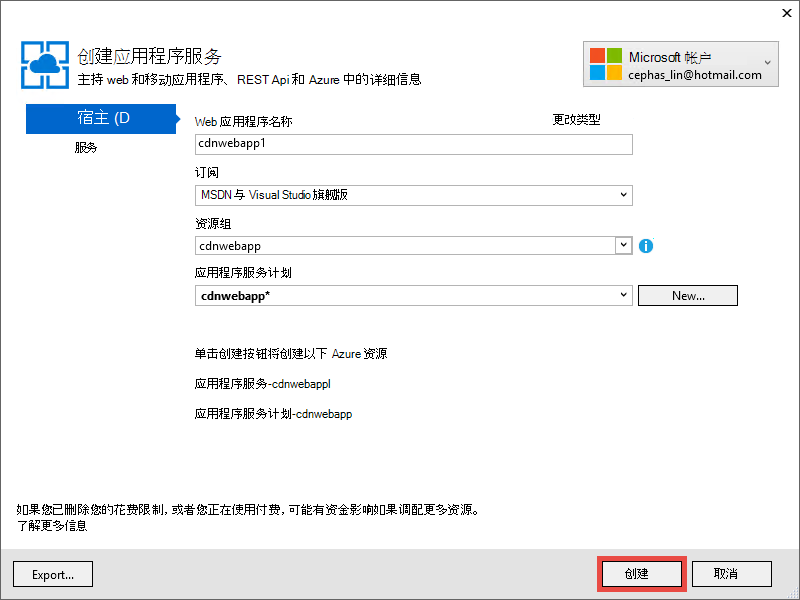 创建应用程序服务
主持 web 和移动应用程序、REST Api 和 Azure 中的详细信息
Microsoft 帐户
cephas_lin@hotmail.com
宿主 (D
服务
Web 应用程序名称
更改类型
cdnwebapp1
订阅
MSDN 与 Visual Studio 旗舰版
资源组
cdnwebapp
应用程序服务计划
cdnwebapp*
New...
单击创建按钮将创建以下 Azure 资源
应用程序服务-cdnwebappl
应用程序服务计划-cdnwebapp
如果您已删除您的花费限制, 或者您正在使用付费, 可能有资金影响如果调配更多资源。
了解更多信息
Export...
创建
取消